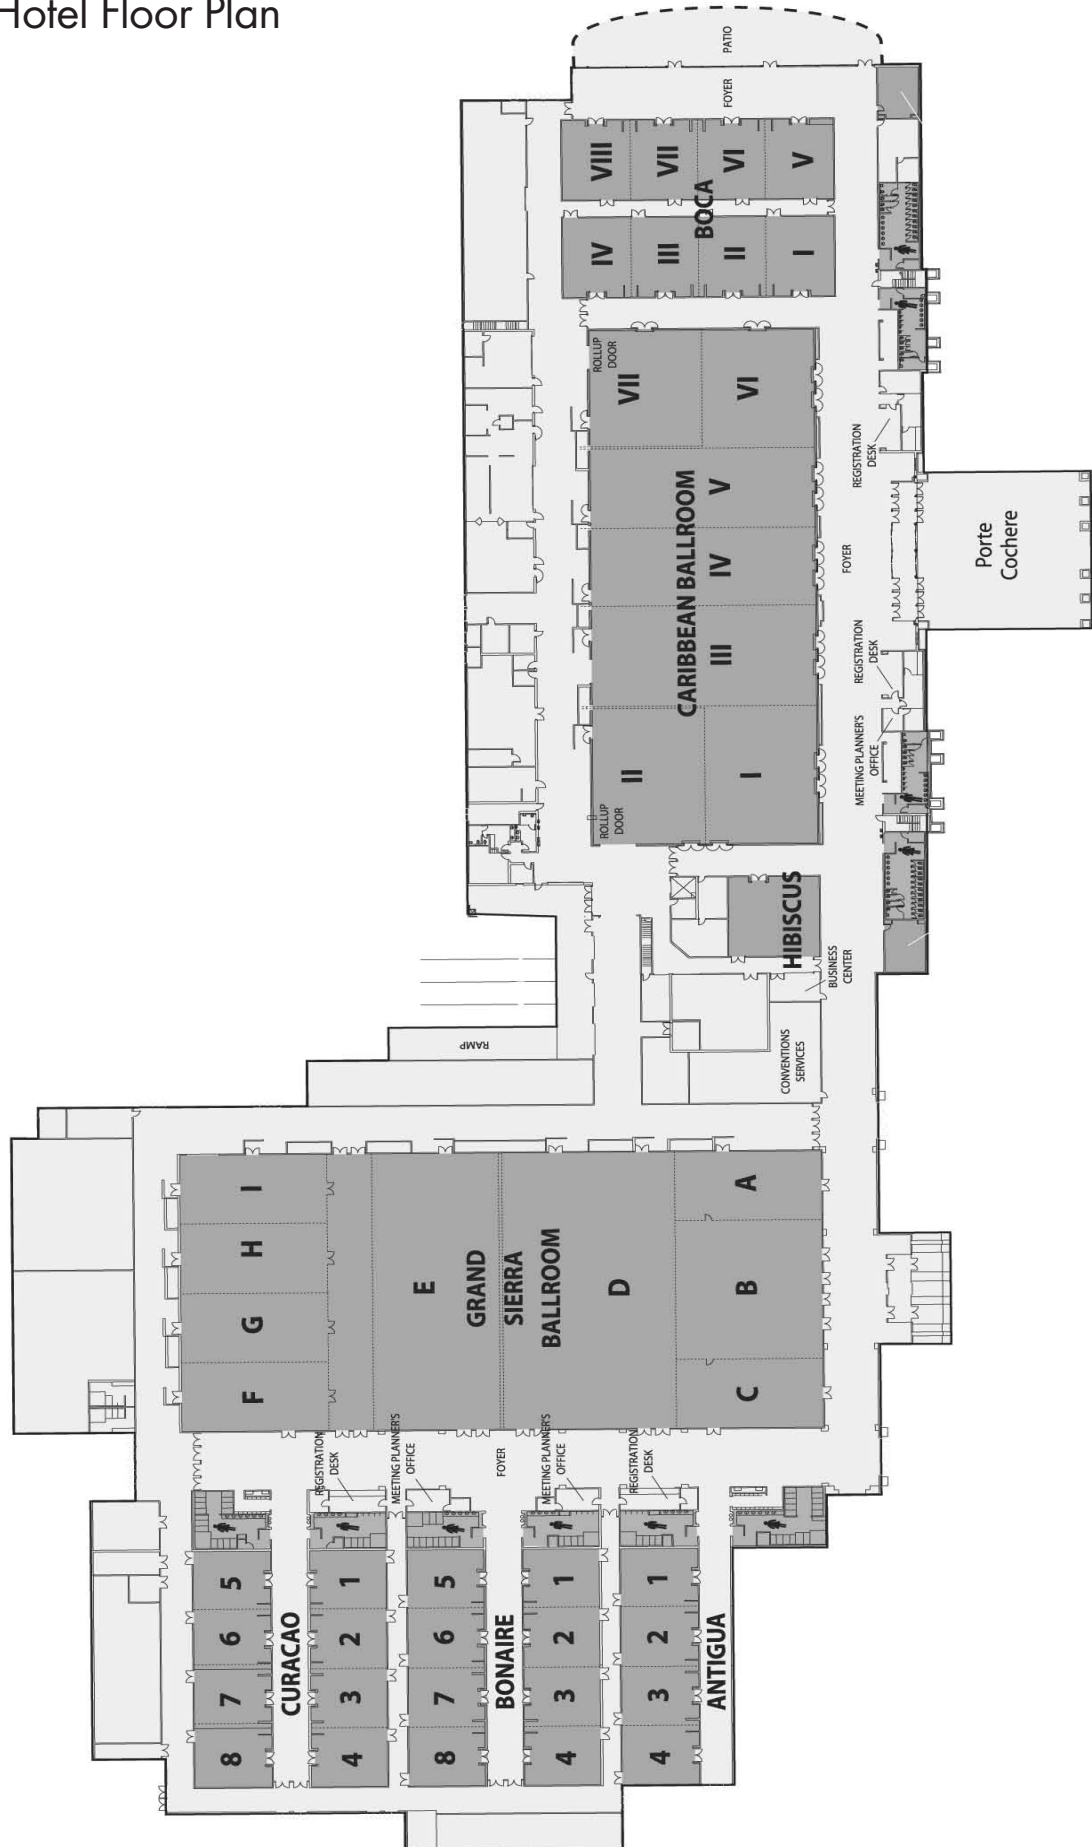 Hotel Floor Plan
PATIO
FOYER
VIII
VII
VI
V
BOCA
IV
III
II
I
ROLLUP
DOOR
VII
VI
REGISTRATION
DESK
CARIBBEAN BALLROOM
V
IV
III
FOYER
Porte
Cochere
REGISTRATION
DESK
MEETING PLANNER'S
OFFICE
II
I
ROLLUP
DOOR
HIBISCUS
BUSINESS
CENTER
RAMP
CONVENTIONS
SERVICES
I
H
G
F
E
GRAND
SIERRA
BALLROOM
D
A
B
C
REGISTRATION
DESK
MEETING PLANNER'S
OFFICE
FOYER
MEETING PLANNER'S
OFFICE
REGISTRATION
DESK
5
6
7
8
CURACAO
1
2
3
4
5
6
7
8
BONAIRE
1
2
3
4
1
2
3
4
ANTIGUA